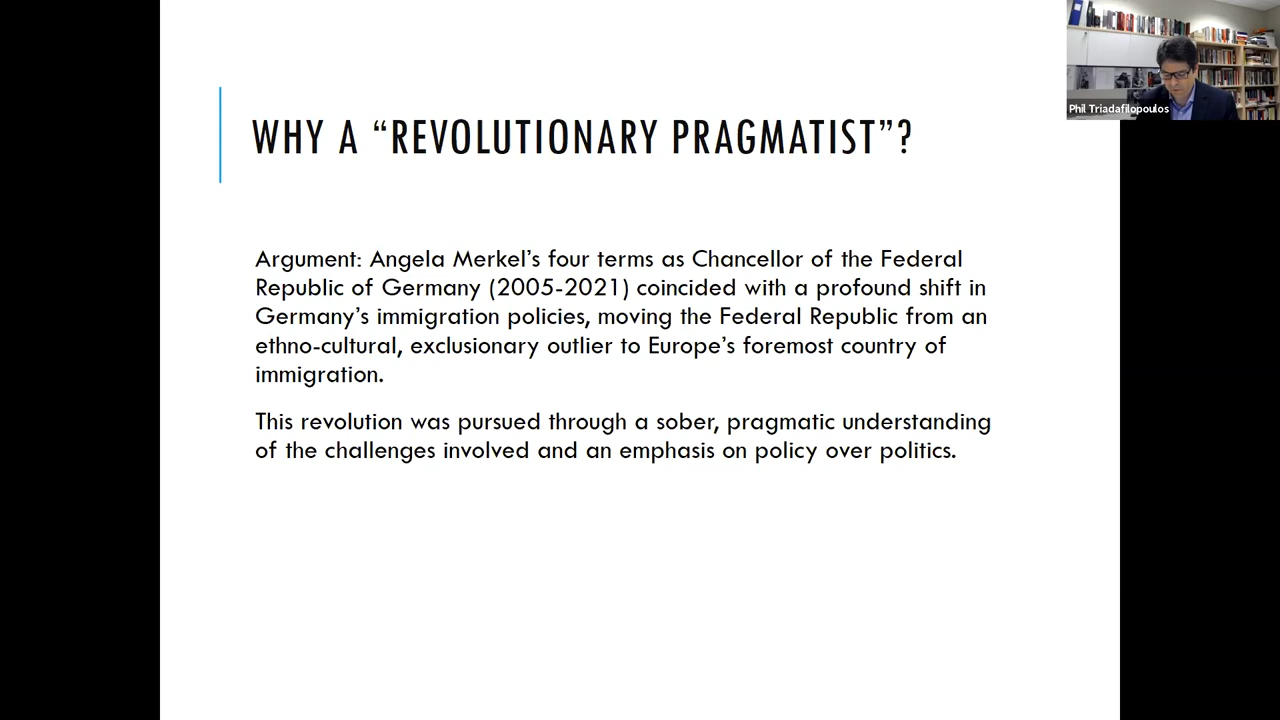 WHY A “REVOLUTIONARY PRAGMATIST”?
Argument: Angela Merkel’s four terms as Chancellor of the Federal
Republic of Germany (2005-2021) coincided with a profound shift in
Germany’s immigration policies, moving the Federal Republic from an
ethno-cultural, exclusionary outlier to Europe’s foremost country of
immigration.
This revolution was pursued through a sober, pragmatic understanding
of the challenges involved and an emphasis on policy over politics.
Phil Triadafilopoulos